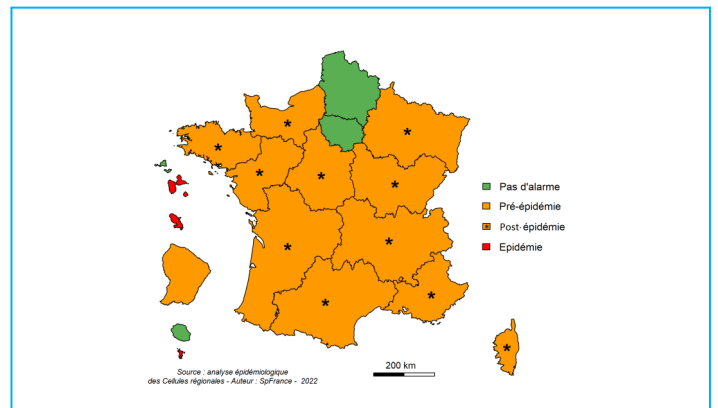 Pas d'alarme
Pré-épidémie
Post-épidémie
Epidémie
200 km
Source : analyse épidémiologique
des Cellules régionales - Auteur : SpFrance - 2022